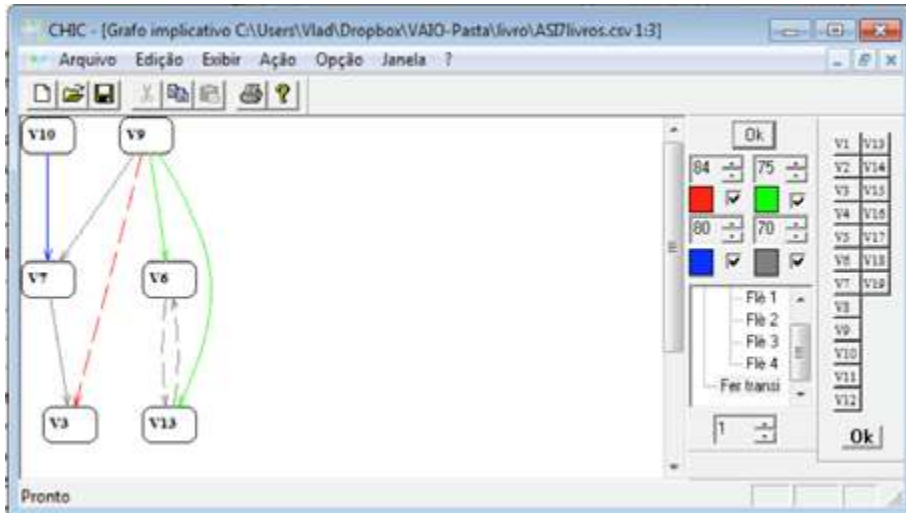 CHIC - [Grafo implicativo C:\Users\Vlad\Dropbox\VAIO-Pasta\livro\ASI7livros.csv 1:3]
Arquivo Edição Exibir Ação Opção Janela ?
V10 V9
V7 V6
V3 V13
Ok
84 75
80 70
Flè 1
Flè 2
Flè 3
Flè 4
Fer transi
1
V1 V13
V2 V14
V3 V15
V4 V16
V5 V17
V6 V18
V7 V19
V8
V9
V10
V11
V12
Ok
Pronto